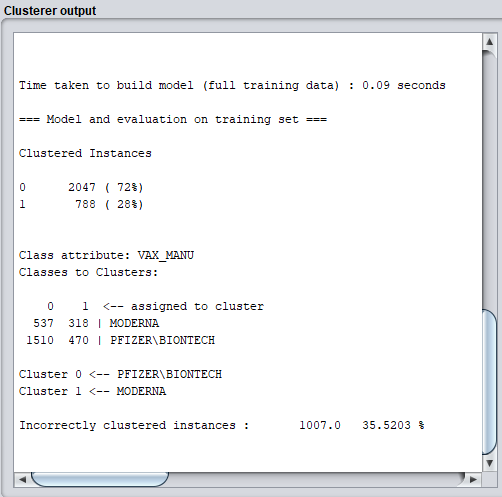 Clusterer output
Time taken to build model (full training data) : 0.09 seconds
=== Model and evaluation on training set ===
Clustered Instances
0      2047 ( 72%)
1       788 ( 28%)
Class attribute: VAX_MANU
Classes to Clusters:
    0    1  <-- assigned to cluster
  537  318 | MODERNA
 1510  470 | PFIZER\BIONTECH
Cluster 0 <-- PFIZER\BIONTECH
Cluster 1 <-- MODERNA
Incorrectly clustered instances :       1007.0   35.5203 %